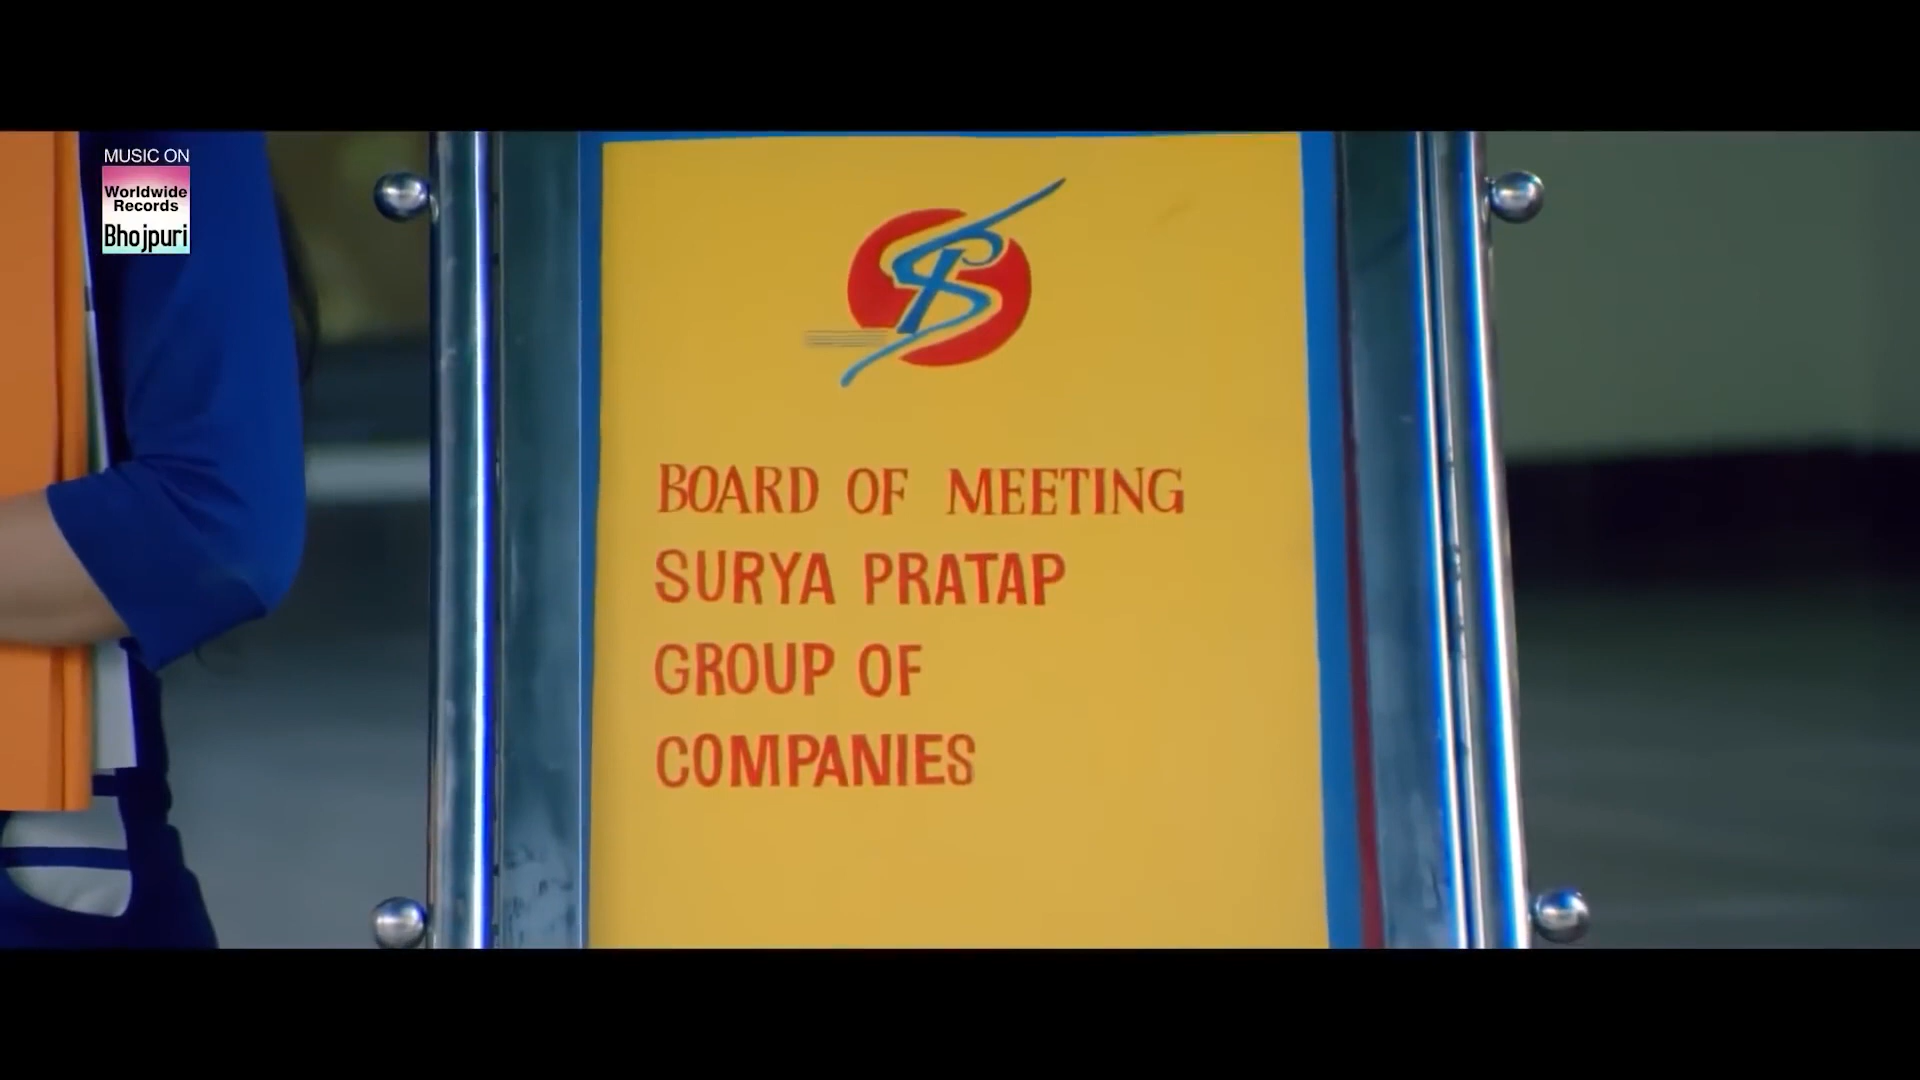 MUSIC ON
Worldwide
Records
Bhojpuri
BOARD OF MEETING
SURYA PRATAP
GROUP OF
COMPANIES